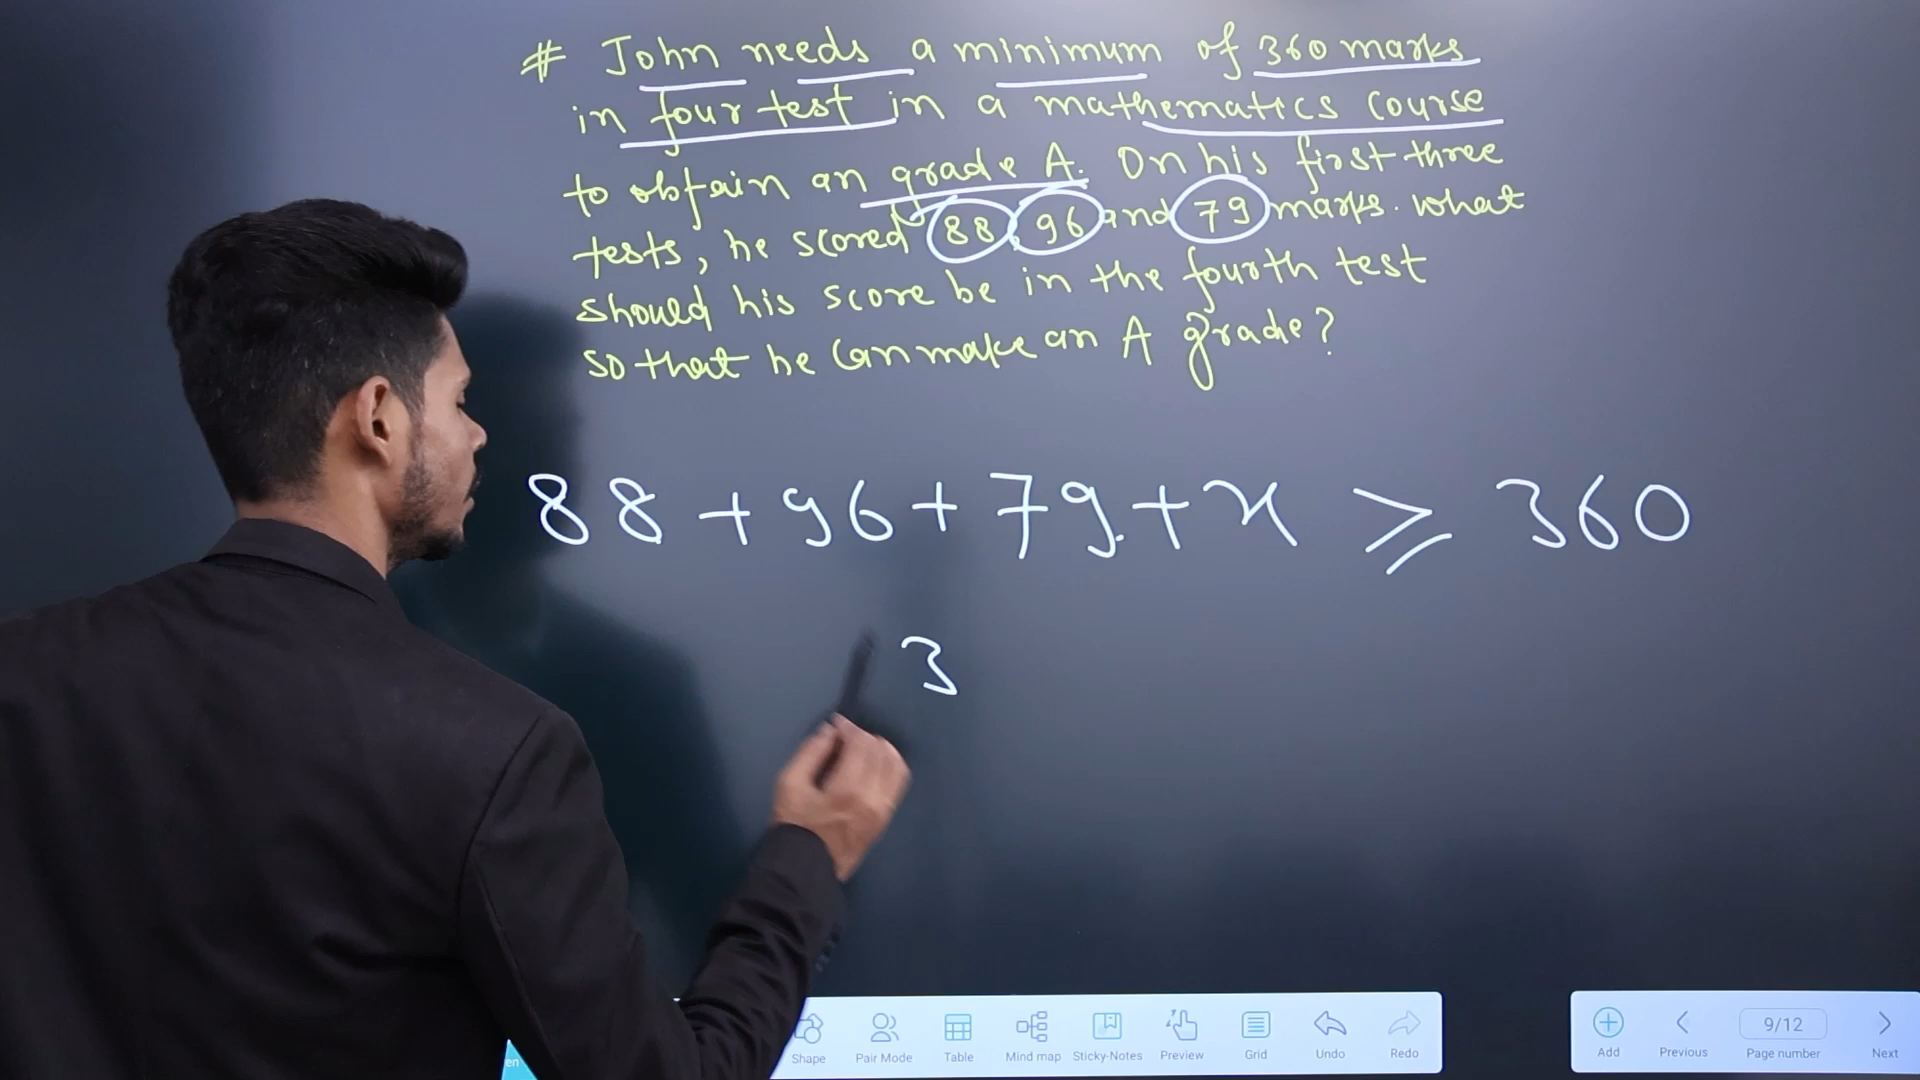 # John needs a minimum of 360 marks
in four test in a mathematics course
to obtain an grade A. On his first three
tests, he scored 88, 96 and 79 marks. what
should his score be in the fourth test
so that he can make an A grade?
88 + 96 + 79 + x ≥ 360
3
en
Shape Pair Mode Table Mind map Sticky-Notes Preview Grid Undo Redo
Add Previous 9/12 Page number Next